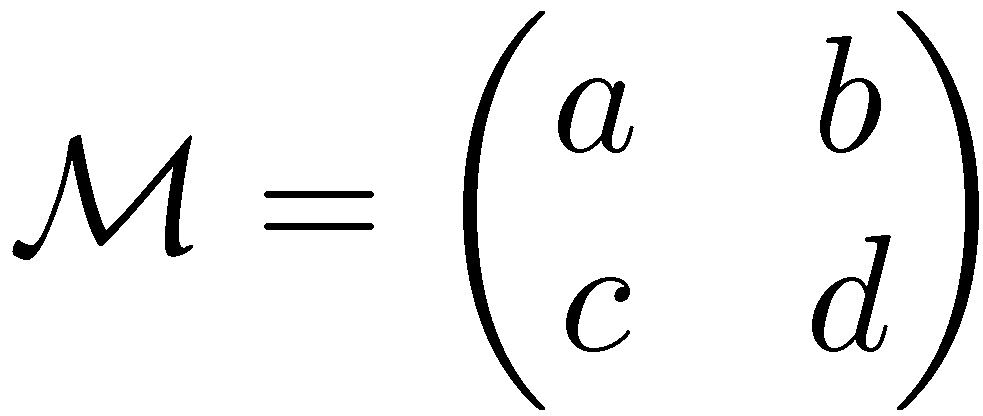 ℳ = (a b
c d)